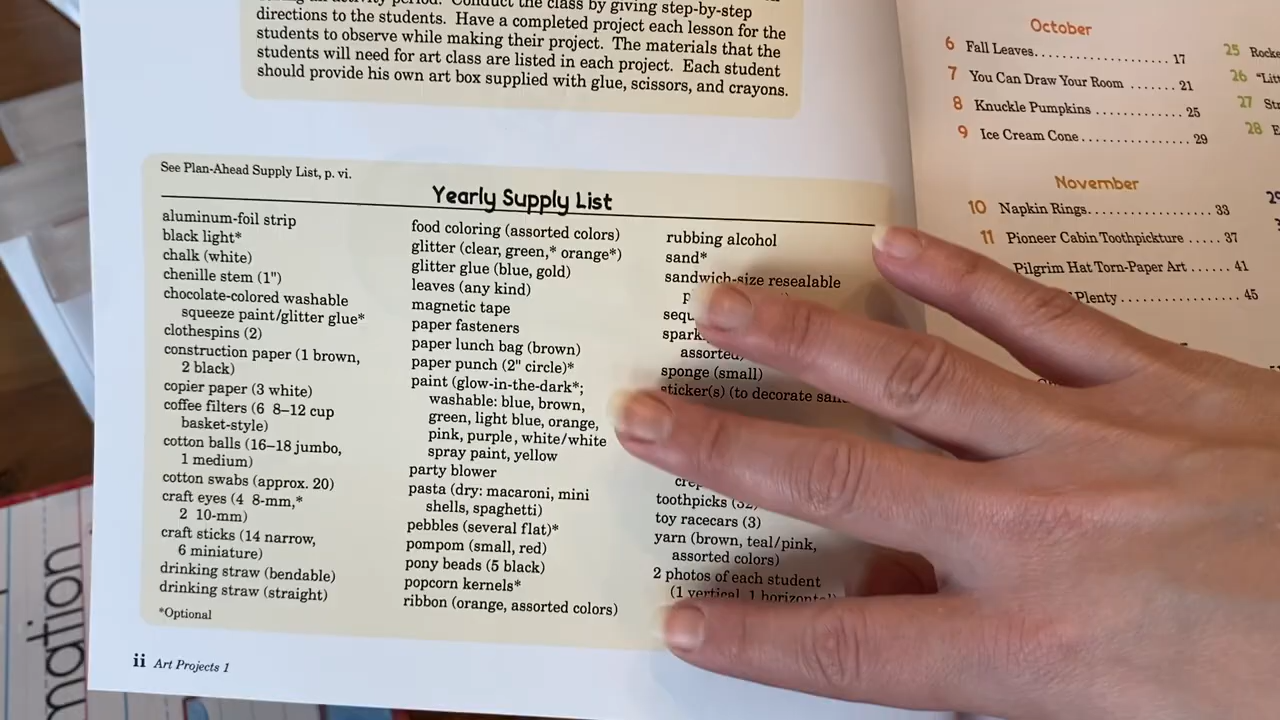 directions to the students. Have a completed project each lesson for the
students to observe while making their project. The materials that the
students will need for art class are listed in each project. Each student
should provide his own art box supplied with glue, scissors, and crayons.
See Plan-Ahead Supply List, p. vi.
Yearly Supply List
aluminum-foil strip
black light*
chalk (white)
chenille stem (1")
chocolate-colored washable
squeeze paint/glitter glue*
clothespins (2)
construction paper (1 brown,
2 black)
copier paper (3 white)
coffee filters (6 8–12 cup
basket-style)
cotton balls (16–18 jumbo,
1 medium)
cotton swabs (approx. 20)
craft eyes (4 8-mm,*
2 10-mm)
craft sticks (14 narrow,
6 miniature)
drinking straw (bendable)
drinking straw (straight)
*Optional
food coloring (assorted colors)
glitter (clear, green,* orange*)
glitter glue (blue, gold)
leaves (any kind)
magnetic tape
paper fasteners
paper lunch bag (brown)
paper punch (2" circle)*
paint (glow-in-the-dark*;
washable: blue, brown,
green, light blue, orange,
pink, purple, white/white
spray paint, yellow
party blower
pasta (dry: macaroni, mini
shells, spaghetti)
pebbles (several flat)*
pompom (small, red)
pony beads (5 black)
popcorn kernels*
ribbon (orange, assorted colors)
rubbing alcohol
sand*
sandwich-size resealable
assorted)
sponge (small)
sticker(s) (to decorate
toothpicks
toy racecars (3)
yarn (brown, teal/pink,
assorted colors)
2 photos of each student
(1 vertical, 1 horizontal)
ii Art Projects 1
October
6 Fall Leaves. . . . . . . . . . . . . . . . . . . 17
7 You Can Draw Your Room . . . . . . . 21
8 Knuckle Pumpkins . . . . . . . . . . . . 25
9 Ice Cream Cone . . . . . . . . . . . . . . . 29
November
10 Napkin Rings. . . . . . . . . . . . . . . . . 33
11 Pioneer Cabin Toothpickture . . . . . 37
Pilgrim Hat Torn-Paper Art . . . . . . 41
Plenty . . . . . . . . . . . . . . . . 45
25
26
27
28
mation